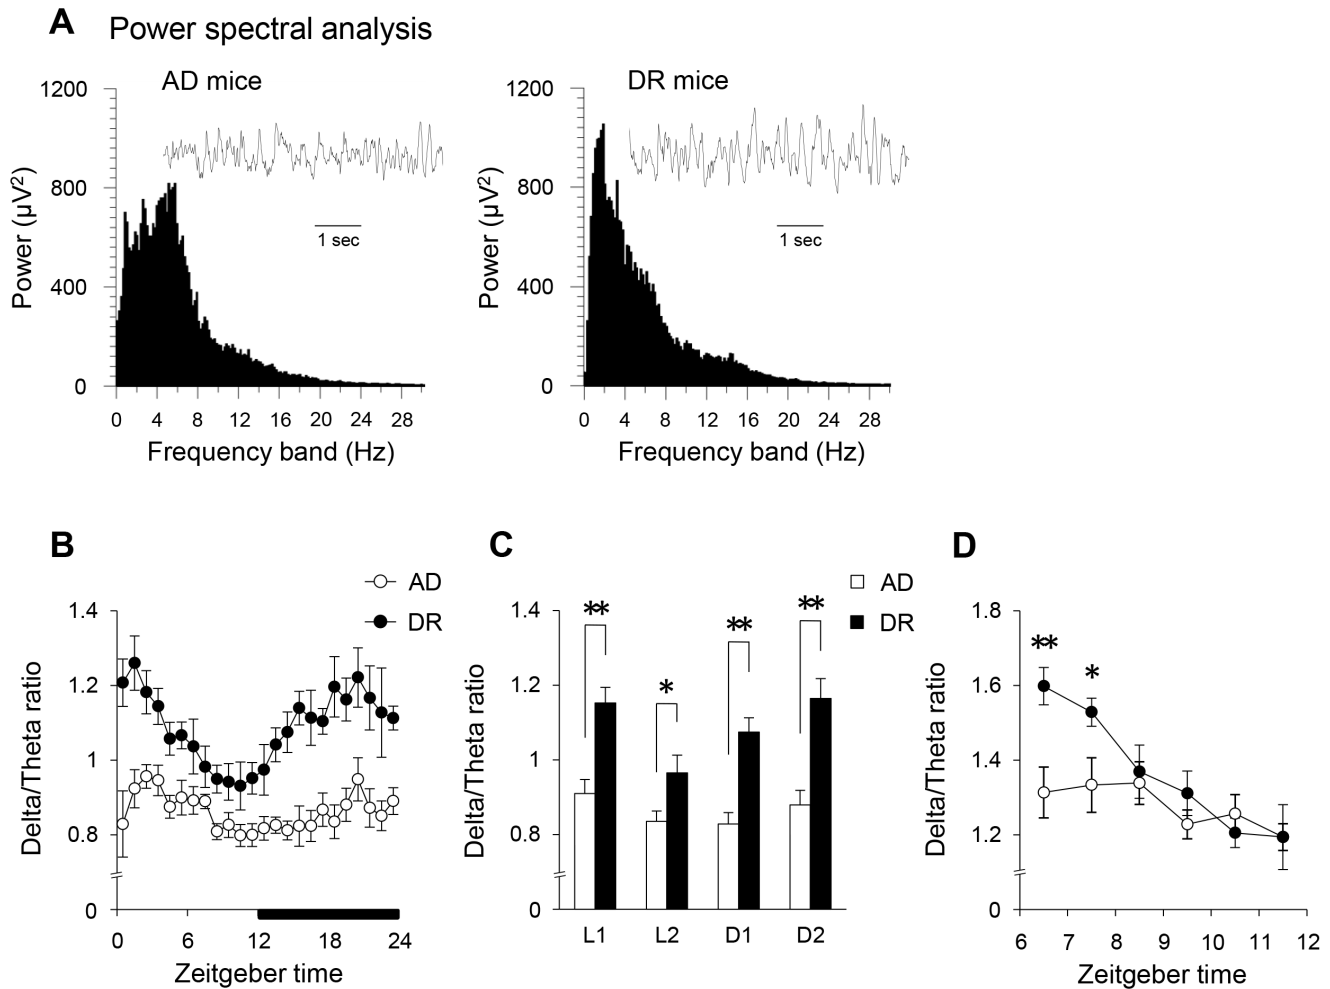 A Power spectral analysis
AD mice
1200
800
400
0
Power (µV²)
1 sec
0 4 8 12 16 20 24 28
Frequency band (Hz)
DR mice
1200
800
400
0
Power (µV²)
1 sec
0 4 8 12 16 20 24 28
Frequency band (Hz)
B
AD
DR
1.4
1.2
1
0.8
0
Delta/Theta ratio
0 6 12 18 24
Zeitgeber time
C
AD
DR
1.4
1.2
1
0.8
0
Delta/Theta ratio
** * ** **
L1 L2 D1 D2
D
1.8
1.6
1.4
1.2
0
Delta/Theta ratio
** *
6 7 8 9 10 11 12
Zeitgeber time